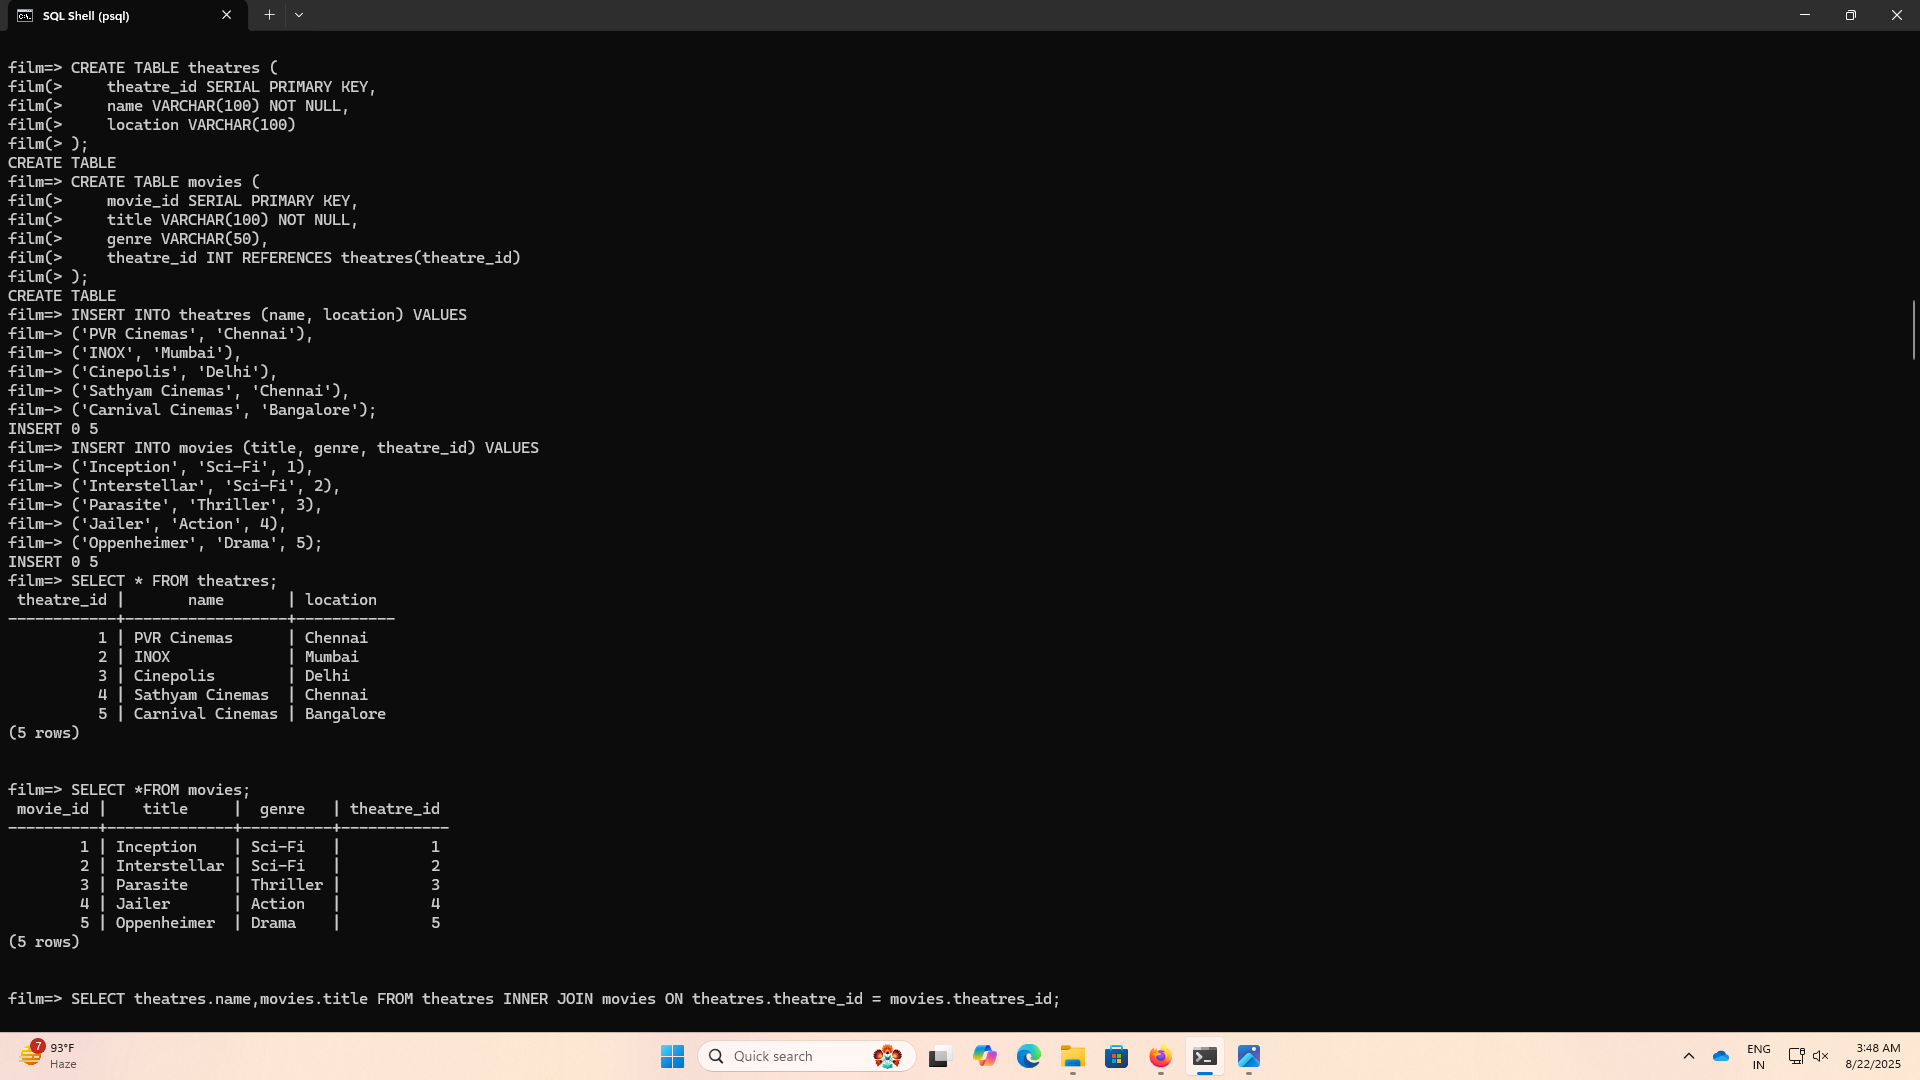 SQL Shell (psql)
film=> CREATE TABLE theatres (
film(>     theatre_id SERIAL PRIMARY KEY,
film(>     name VARCHAR(100) NOT NULL,
film(>     location VARCHAR(100)
film(> );
CREATE TABLE
film=> CREATE TABLE movies (
film(>     movie_id SERIAL PRIMARY KEY,
film(>     title VARCHAR(100) NOT NULL,
film(>     genre VARCHAR(50),
film(>     theatre_id INT REFERENCES theatres(theatre_id)
film(> );
CREATE TABLE
film=> INSERT INTO theatres (name, location) VALUES
film-> ('PVR Cinemas', 'Chennai'),
film-> ('INOX', 'Mumbai'),
film-> ('Cinepolis', 'Delhi'),
film-> ('Sathyam Cinemas', 'Chennai'),
film-> ('Carnival Cinemas', 'Bangalore');
INSERT 0 5
film=> INSERT INTO movies (title, genre, theatre_id) VALUES
film-> ('Inception', 'Sci-Fi', 1),
film-> ('Interstellar', 'Sci-Fi', 2),
film-> ('Parasite', 'Thriller', 3),
film-> ('Jailer', 'Action', 4),
film-> ('Oppenheimer', 'Drama', 5);
INSERT 0 5
film=> SELECT * FROM theatres;
 theatre_id |       name       | location
------------+------------------+-----------
          1 | PVR Cinemas      | Chennai
          2 | INOX             | Mumbai
          3 | Cinepolis        | Delhi
          4 | Sathyam Cinemas  | Chennai
          5 | Carnival Cinemas | Bangalore
(5 rows)
film=> SELECT *FROM movies;
 movie_id |    title     |  genre   | theatre_id
----------+--------------+----------+------------
        1 | Inception    | Sci-Fi   |          1
        2 | Interstellar | Sci-Fi   |          2
        3 | Parasite     | Thriller |          3
        4 | Jailer       | Action   |          4
        5 | Oppenheimer  | Drama    |          5
(5 rows)
film=> SELECT theatres.name,movies.title FROM theatres INNER JOIN movies ON theatres.theatre_id = movies.theatres_id;
7
93°F
Haze
Quick search
ENG
IN
3:48 AM
8/22/2025